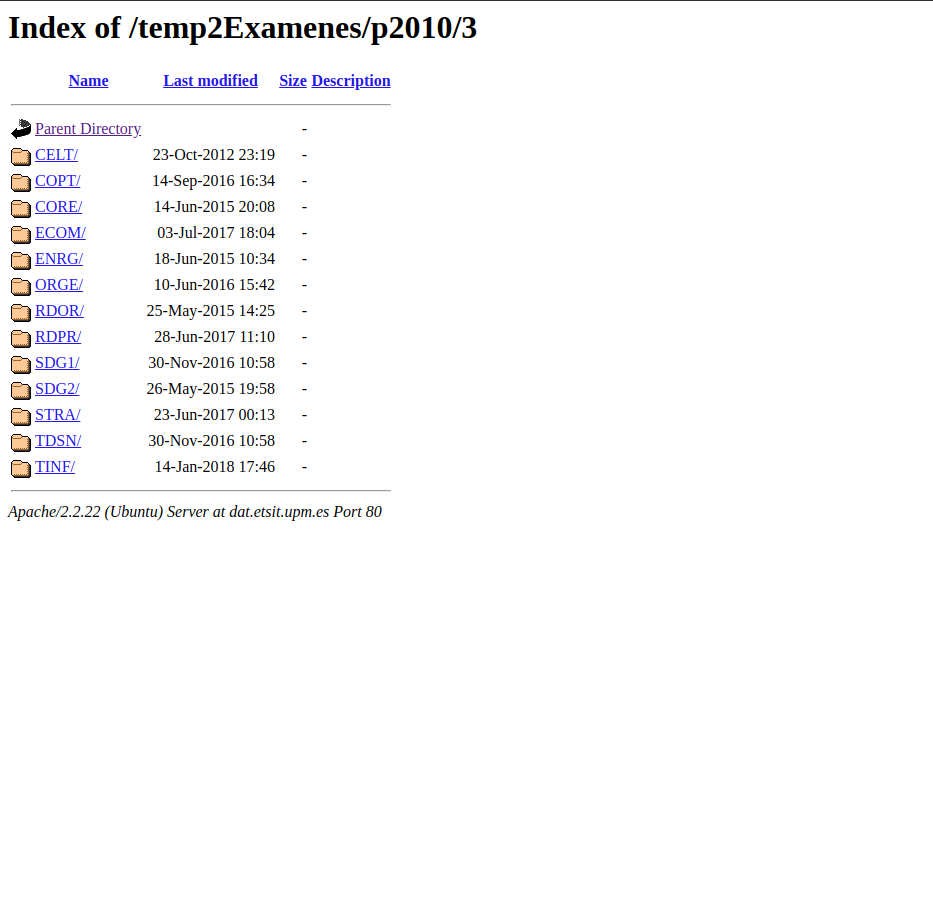 Index of /temp2Examenes/p2010/3
Name Last modified Size Description
Parent Directory -
CELT/ 23-Oct-2012 23:19 -
COPT/ 14-Sep-2016 16:34 -
CORE/ 14-Jun-2015 20:08 -
ECOM/ 03-Jul-2017 18:04 -
ENRG/ 18-Jun-2015 10:34 -
ORGE/ 10-Jun-2016 15:42 -
RDOR/ 25-May-2015 14:25 -
RDPR/ 28-Jun-2017 11:10 -
SDG1/ 30-Nov-2016 10:58 -
SDG2/ 26-May-2015 19:58 -
STRA/ 23-Jun-2017 00:13 -
TDSN/ 30-Nov-2016 10:58 -
TINF/ 14-Jan-2018 17:46 -
Apache/2.2.22 (Ubuntu) Server at dat.etsit.upm.es Port 80